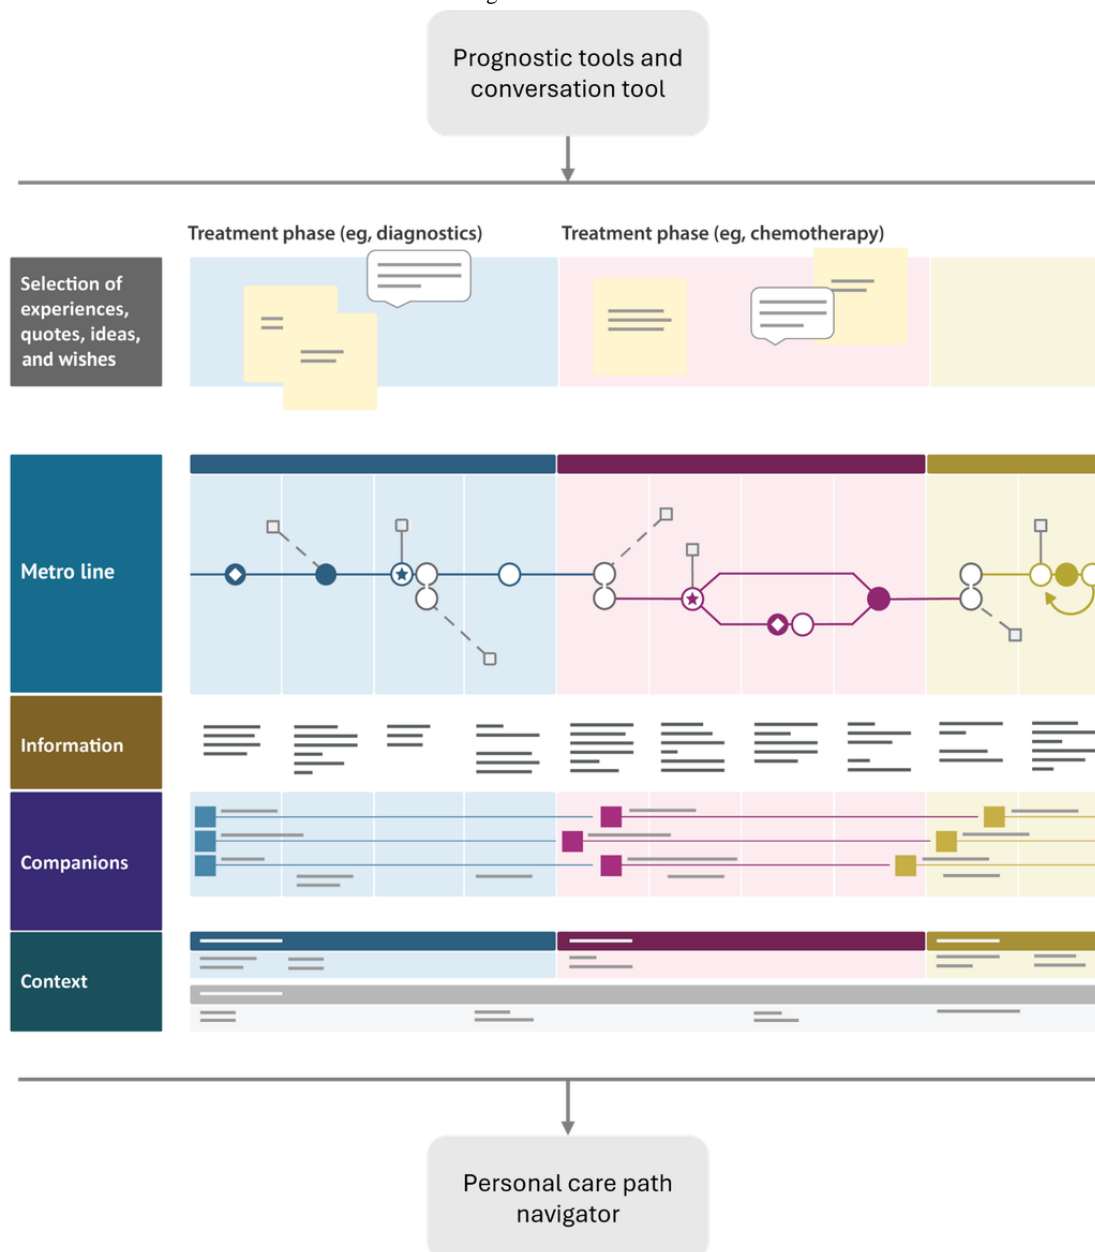 Prognostic tools and
conversation tool
Treatment phase (eg, diagnostics)
Treatment phase (eg, chemotherapy)
Selection of
experiences,
quotes, ideas,
and wishes
Metro line
Information
Companions
Context
Personal care path
navigator